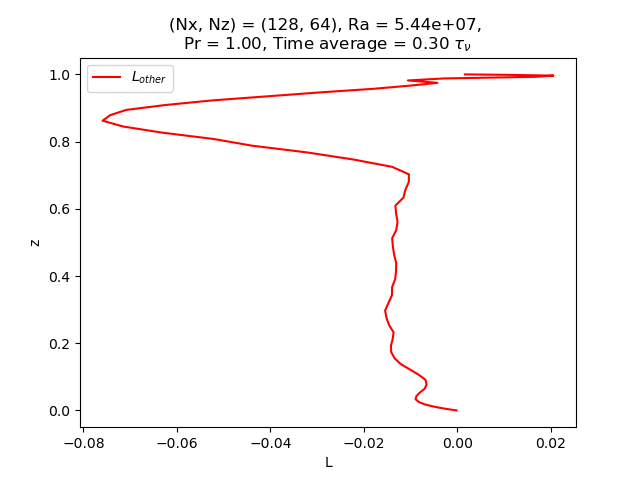 (Nx, Nz) = (128, 64), Ra = 5.44e+07,
Pr = 1.00, Time average = 0.30 τν
L_other
1.0
0.8
0.6
0.4
0.2
0.0
z
−0.08 −0.06 −0.04 −0.02 0.00 0.02
L